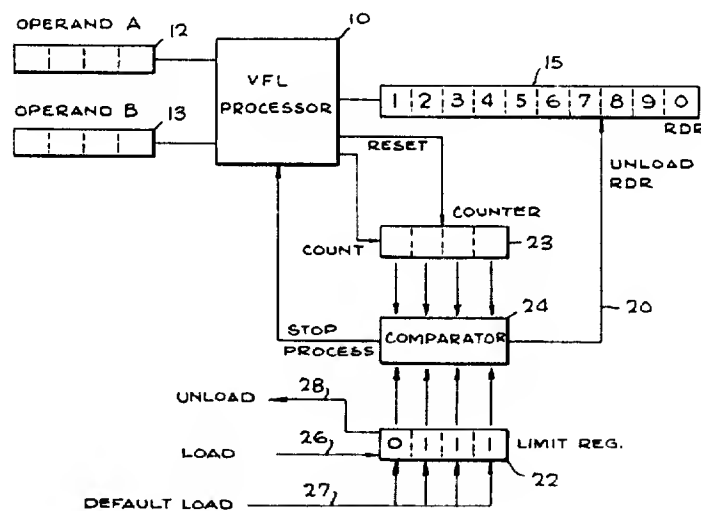 OPERAND A
12
10
VFL
PROCESSOR
15
1 2 3 4 5 6 7 8 9 0
RDR
OPERAND B
13
RESET
UNLOAD
RDR
COUNTER
COUNT
23
24
20
STOP
PROCESS
COMPARATOR
28
UNLOAD
26
LOAD
0 1 1 1
LIMIT REG.
22
27
DEFAULT LOAD